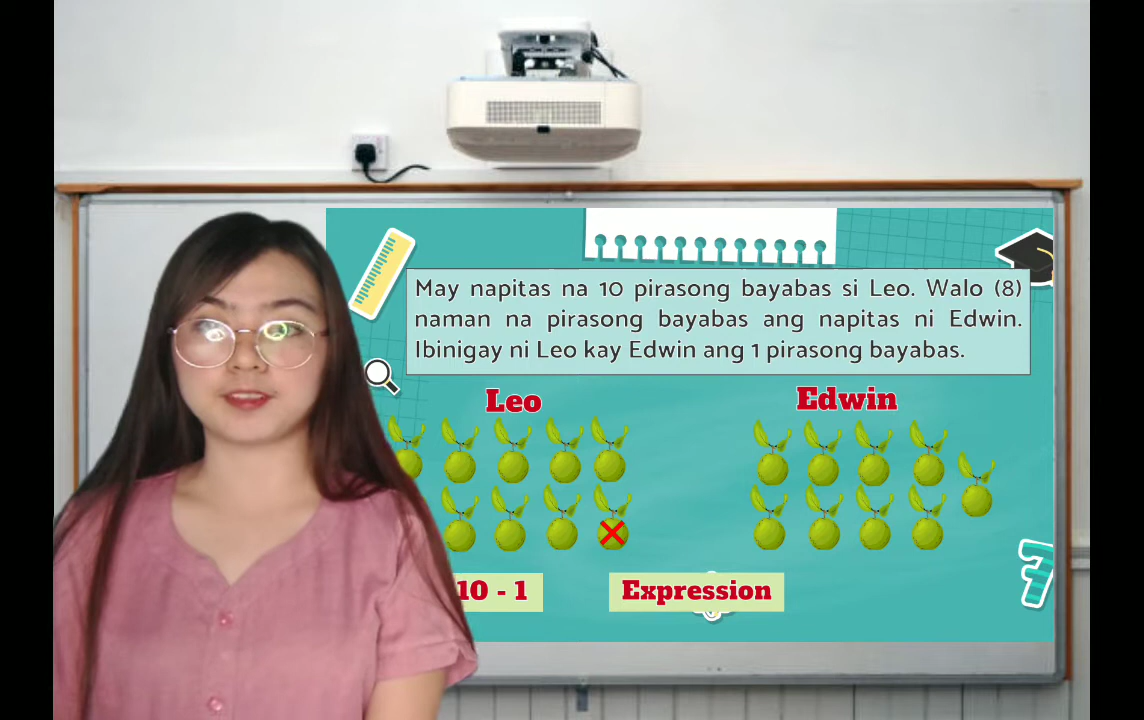 May napitas na 10 pirasong bayabas si Leo. Walo (8)
naman na pirasong bayabas ang napitas ni Edwin.
Ibinigay ni Leo kay Edwin ang 1 pirasong bayabas.
Leo
Edwin
10 - 1
Expression
7